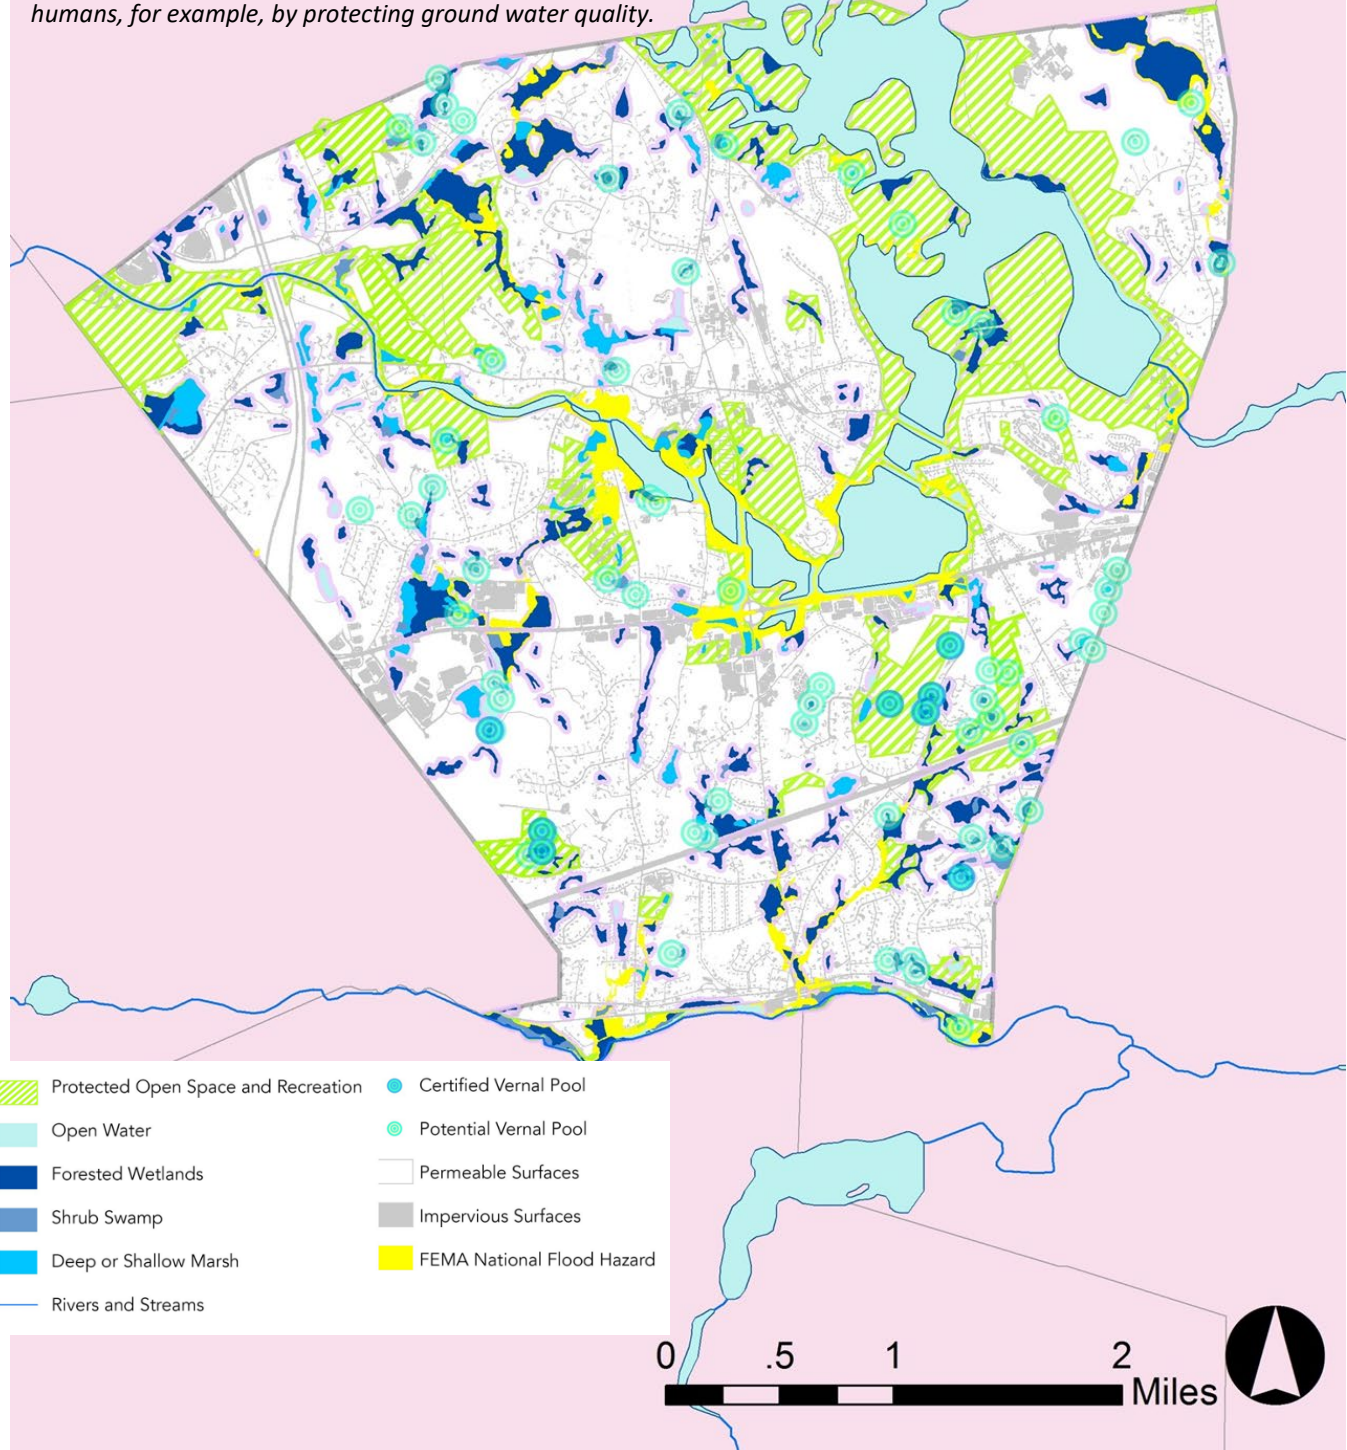 humans, for example, by protecting ground water quality.
Protected Open Space and Recreation
Certified Vernal Pool
Open Water
Potential Vernal Pool
Forested Wetlands
Permeable Surfaces
Shrub Swamp
Impervious Surfaces
Deep or Shallow Marsh
FEMA National Flood Hazard
Rivers and Streams
0 .5 1 2
Miles